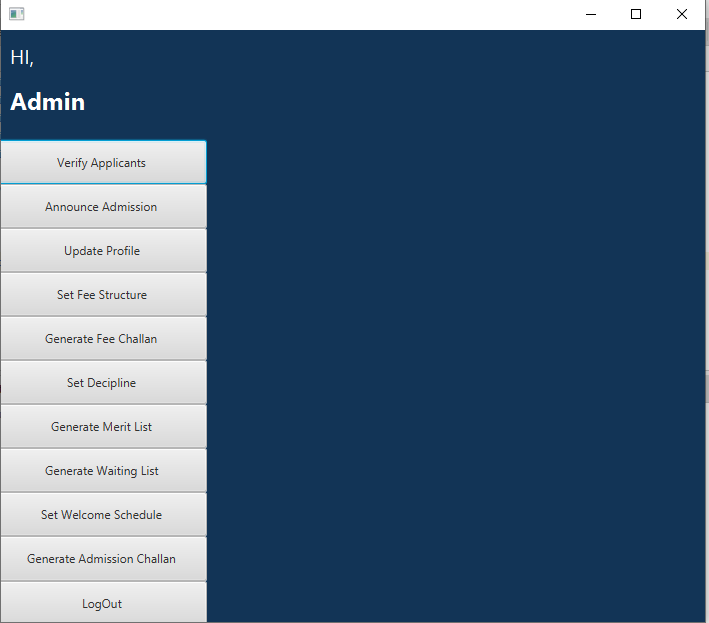 HI,
Admin
Verify Applicants
Announce Admission
Update Profile
Set Fee Structure
Generate Fee Challan
Set Decipline
Generate Merit List
Generate Waiting List
Set Welcome Schedule
Generate Admission Challan
LogOut